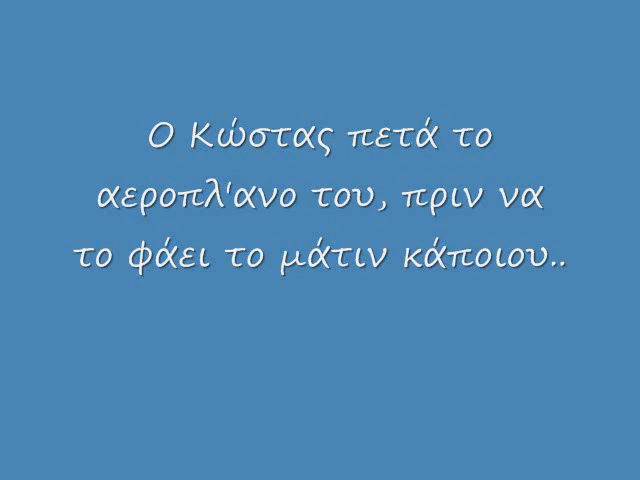 Ο Κώστας πετά το
αεροπλ'ανο του, πριν να
το φάει το μάτιν κάποιου..